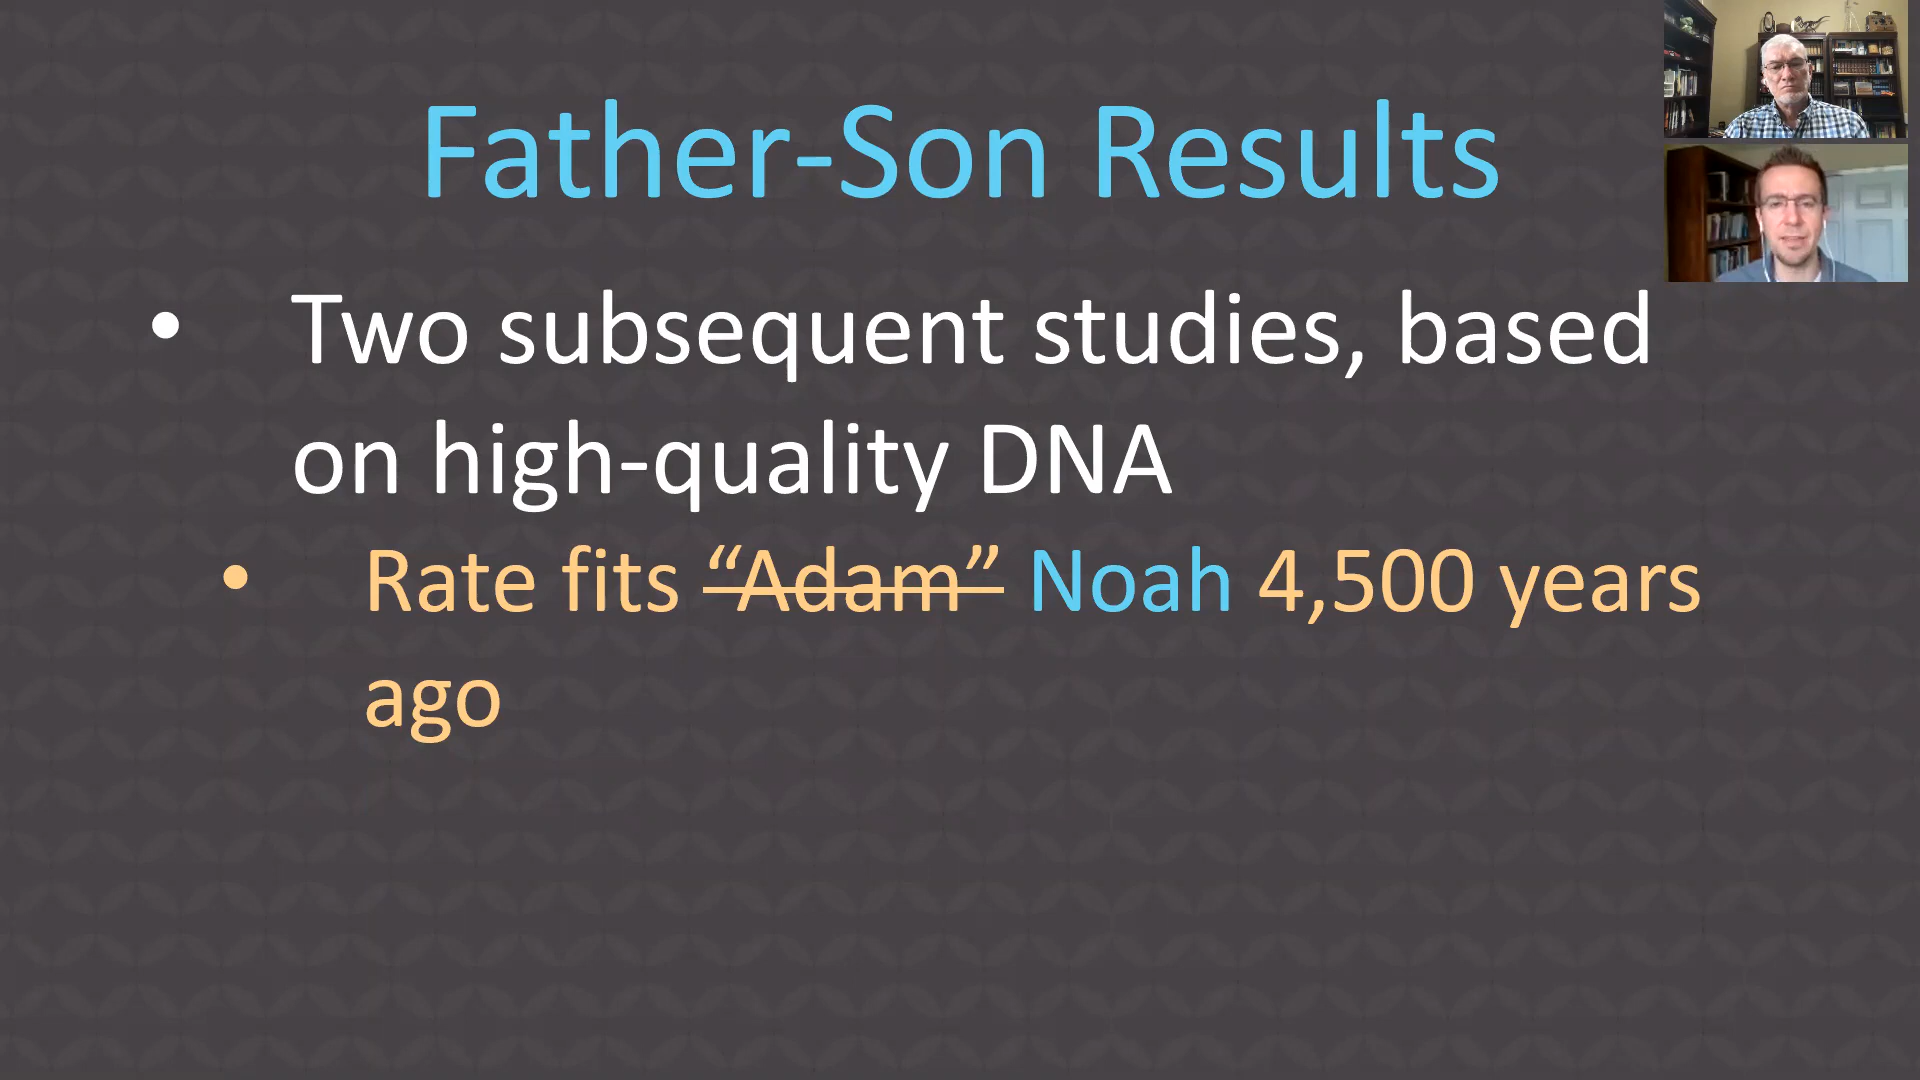 Father-Son Results
• Two subsequent studies, based
on high-quality DNA
• Rate fits “Adam” Noah 4,500 years
ago